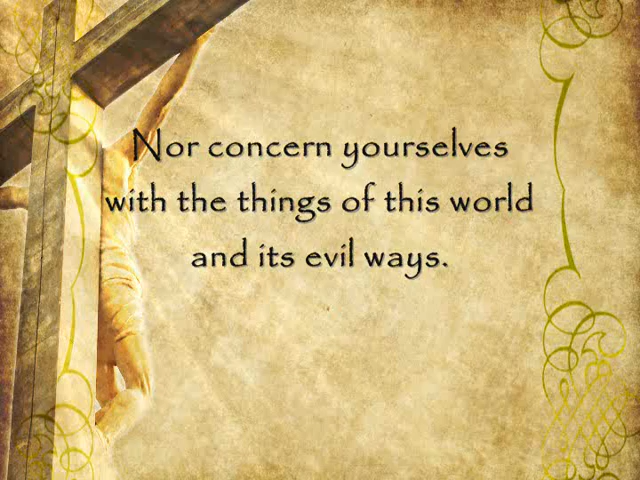 Nor concern yourselves
with the things of this world
and its evil ways.